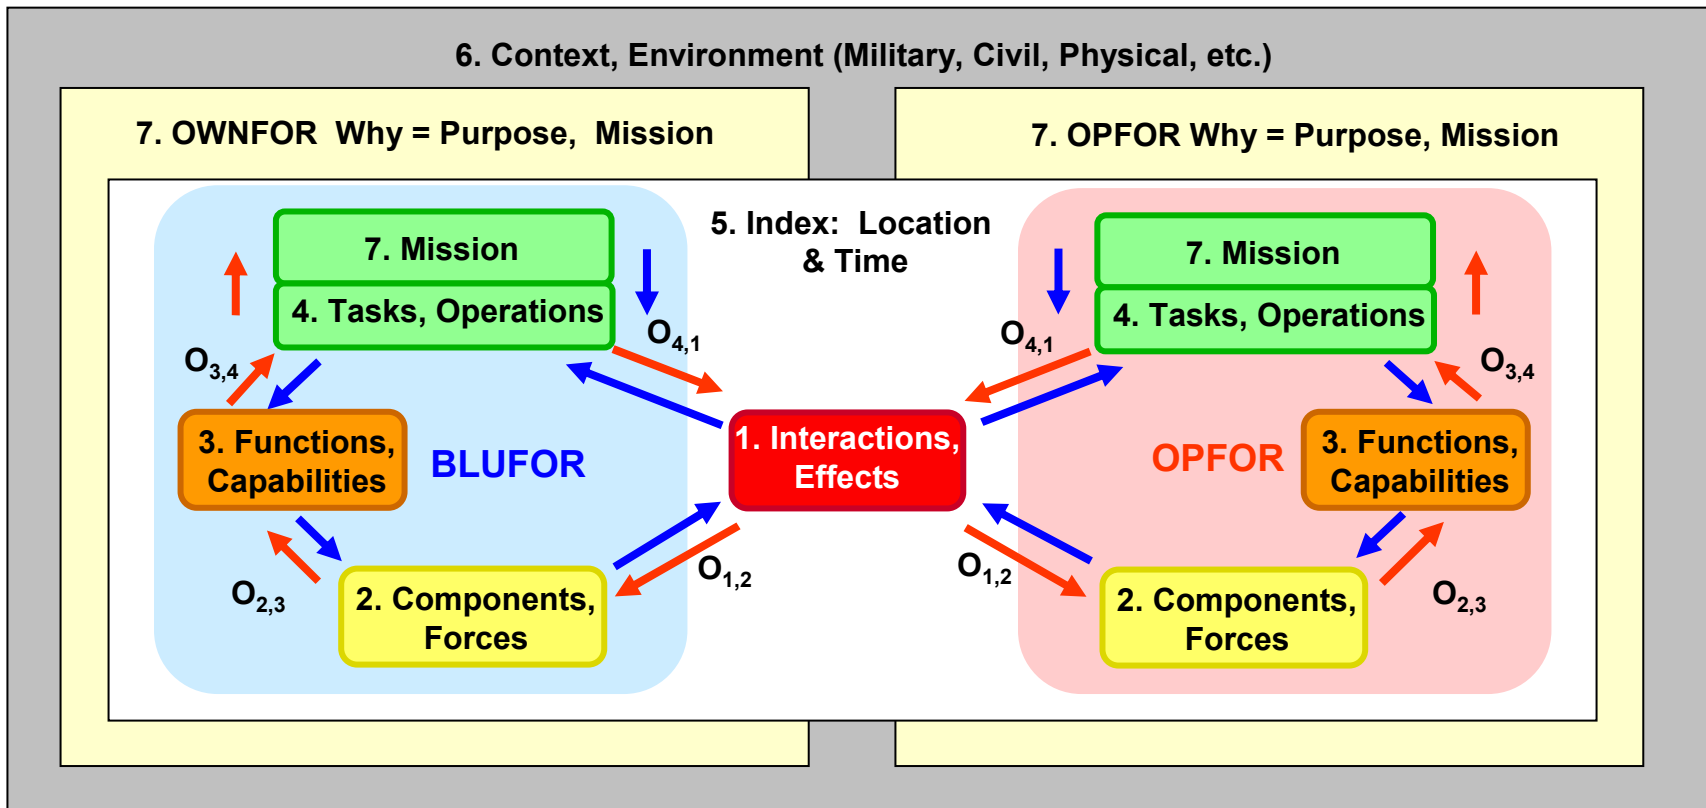 6. Context, Environment (Military, Civil, Physical, etc.)
7. OWNFOR Why = Purpose, Mission
7. OPFOR Why = Purpose, Mission
5. Index: Location
& Time
7. Mission
4. Tasks, Operations
O4,1
O3,4
3. Functions,
Capabilities
BLUFOR
O2,3
2. Components,
Forces
O1,2
1. Interactions,
Effects
7. Mission
4. Tasks, Operations
O4,1
O3,4
OPFOR
3. Functions,
Capabilities
O1,2
2. Components,
Forces
O2,3